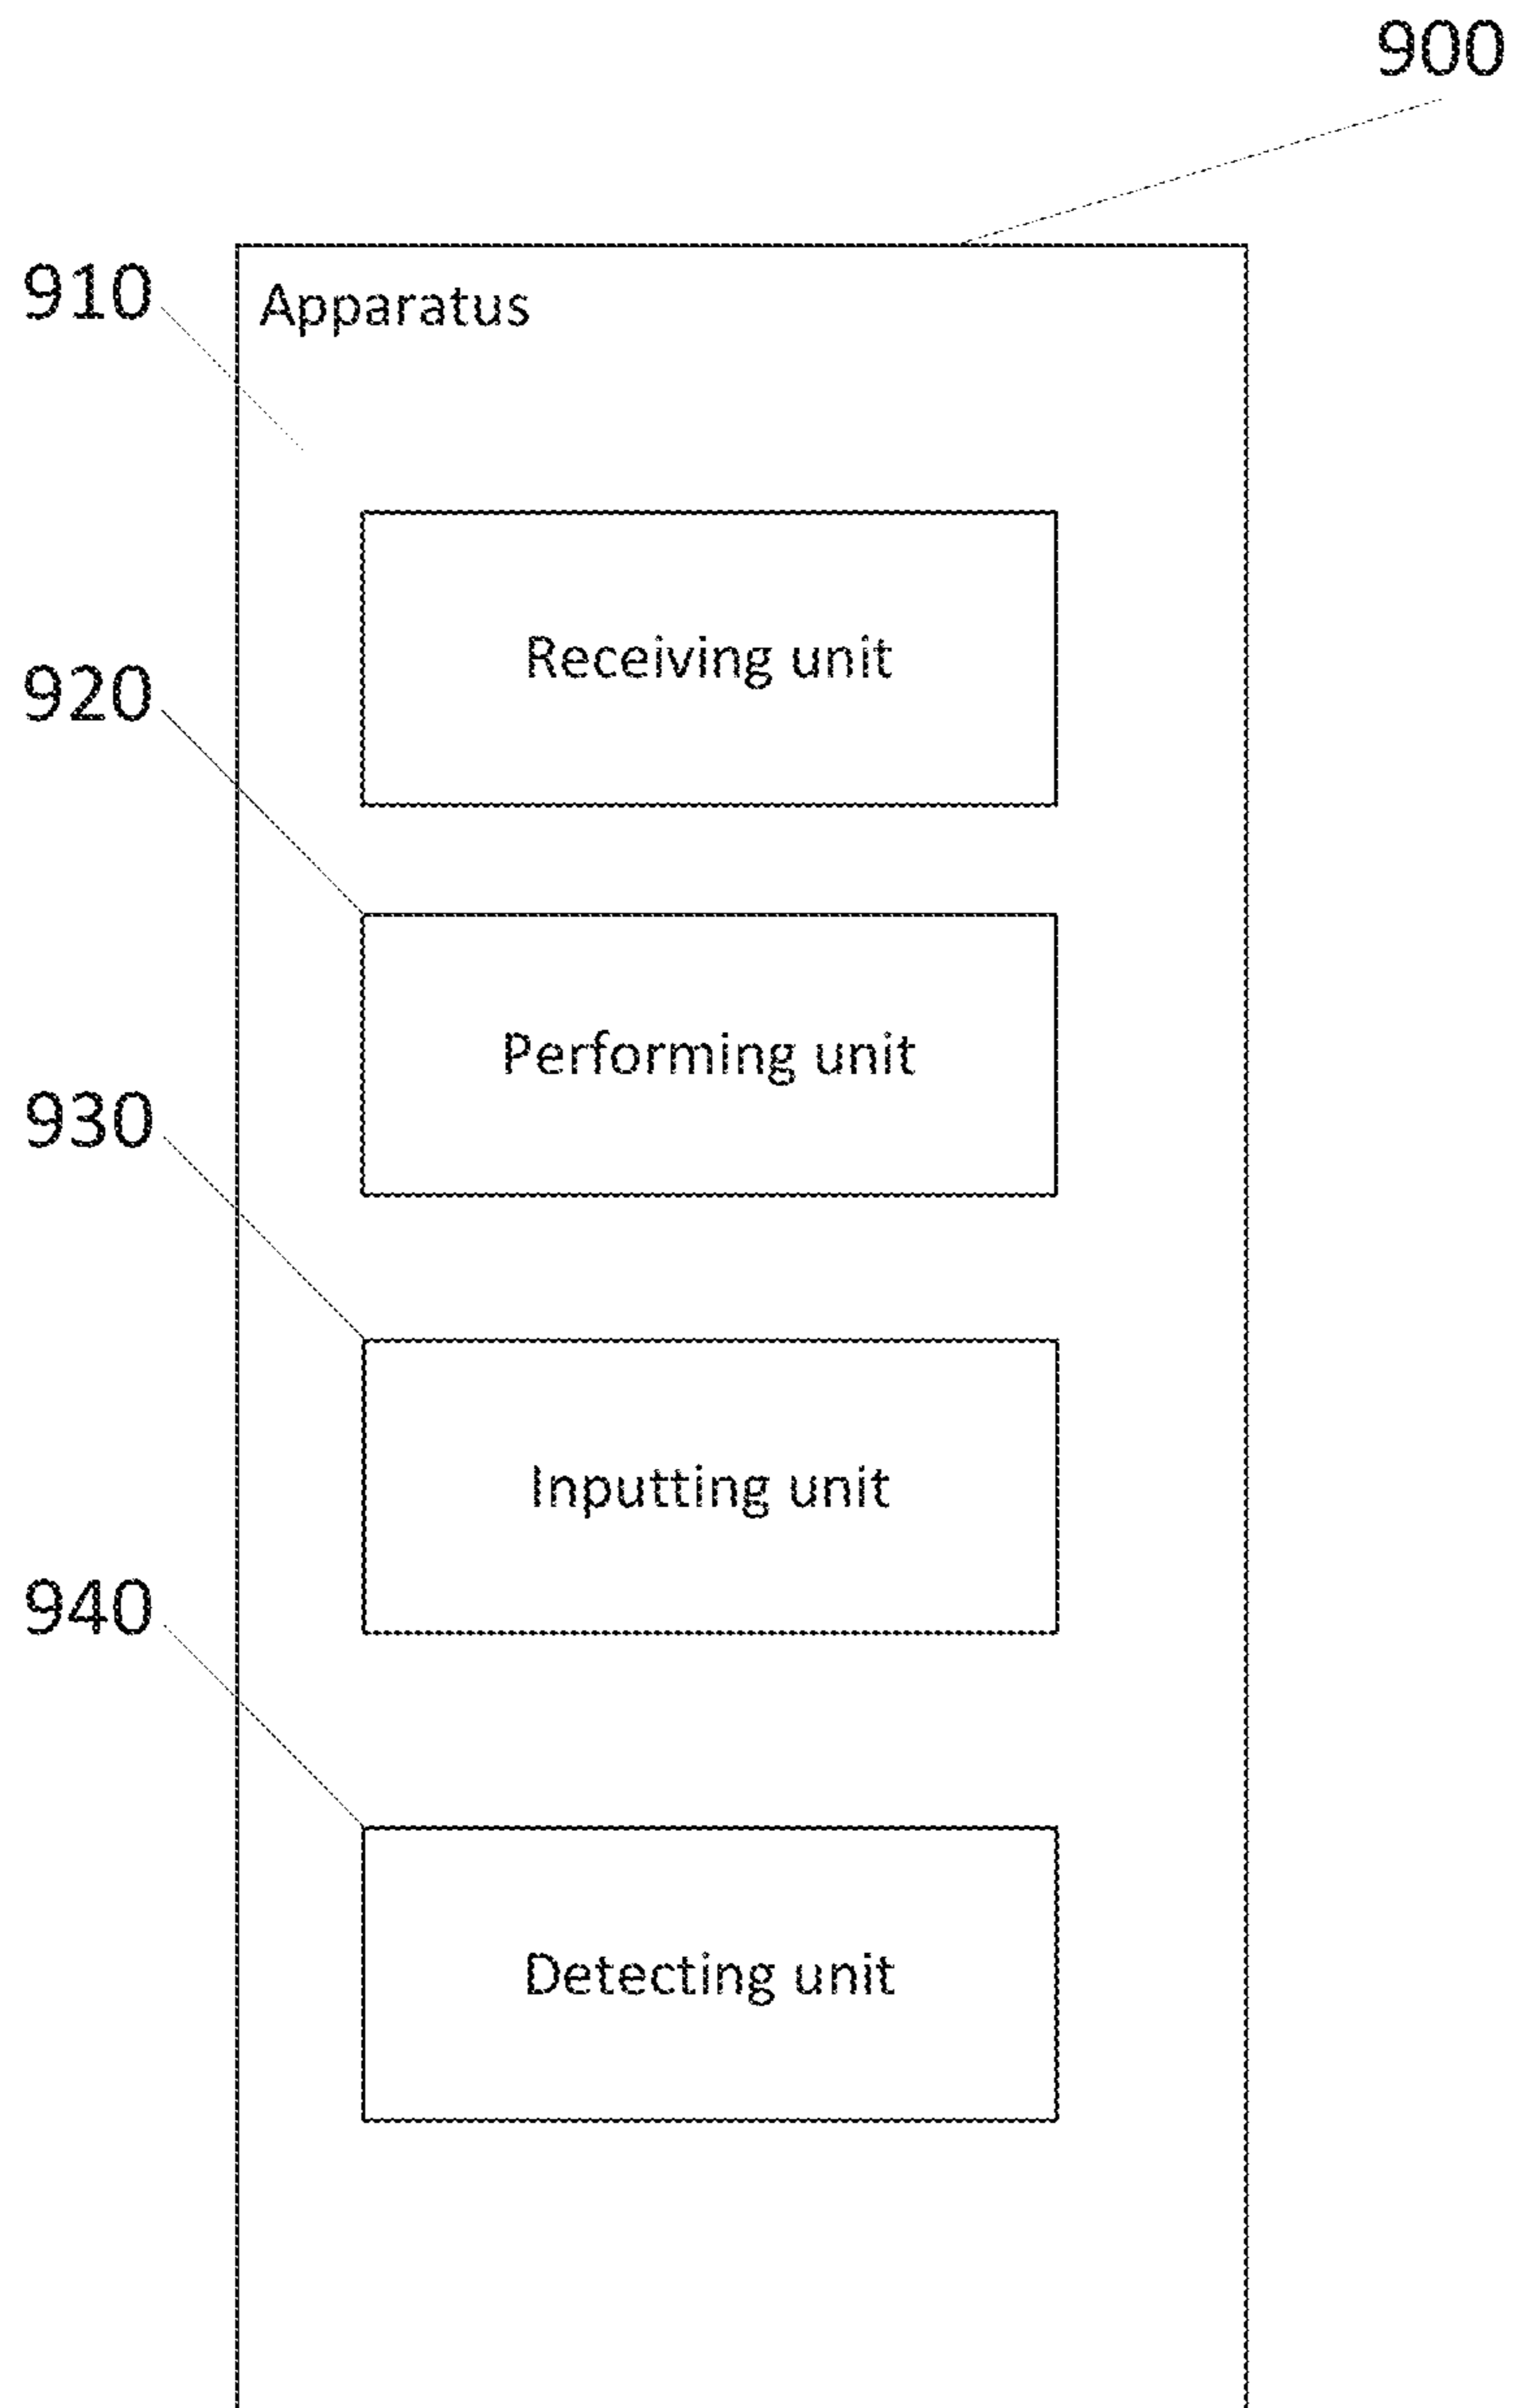 900
910
Apparatus
Receiving unit
920
Performing unit
930
Inputting unit
940
Detecting unit